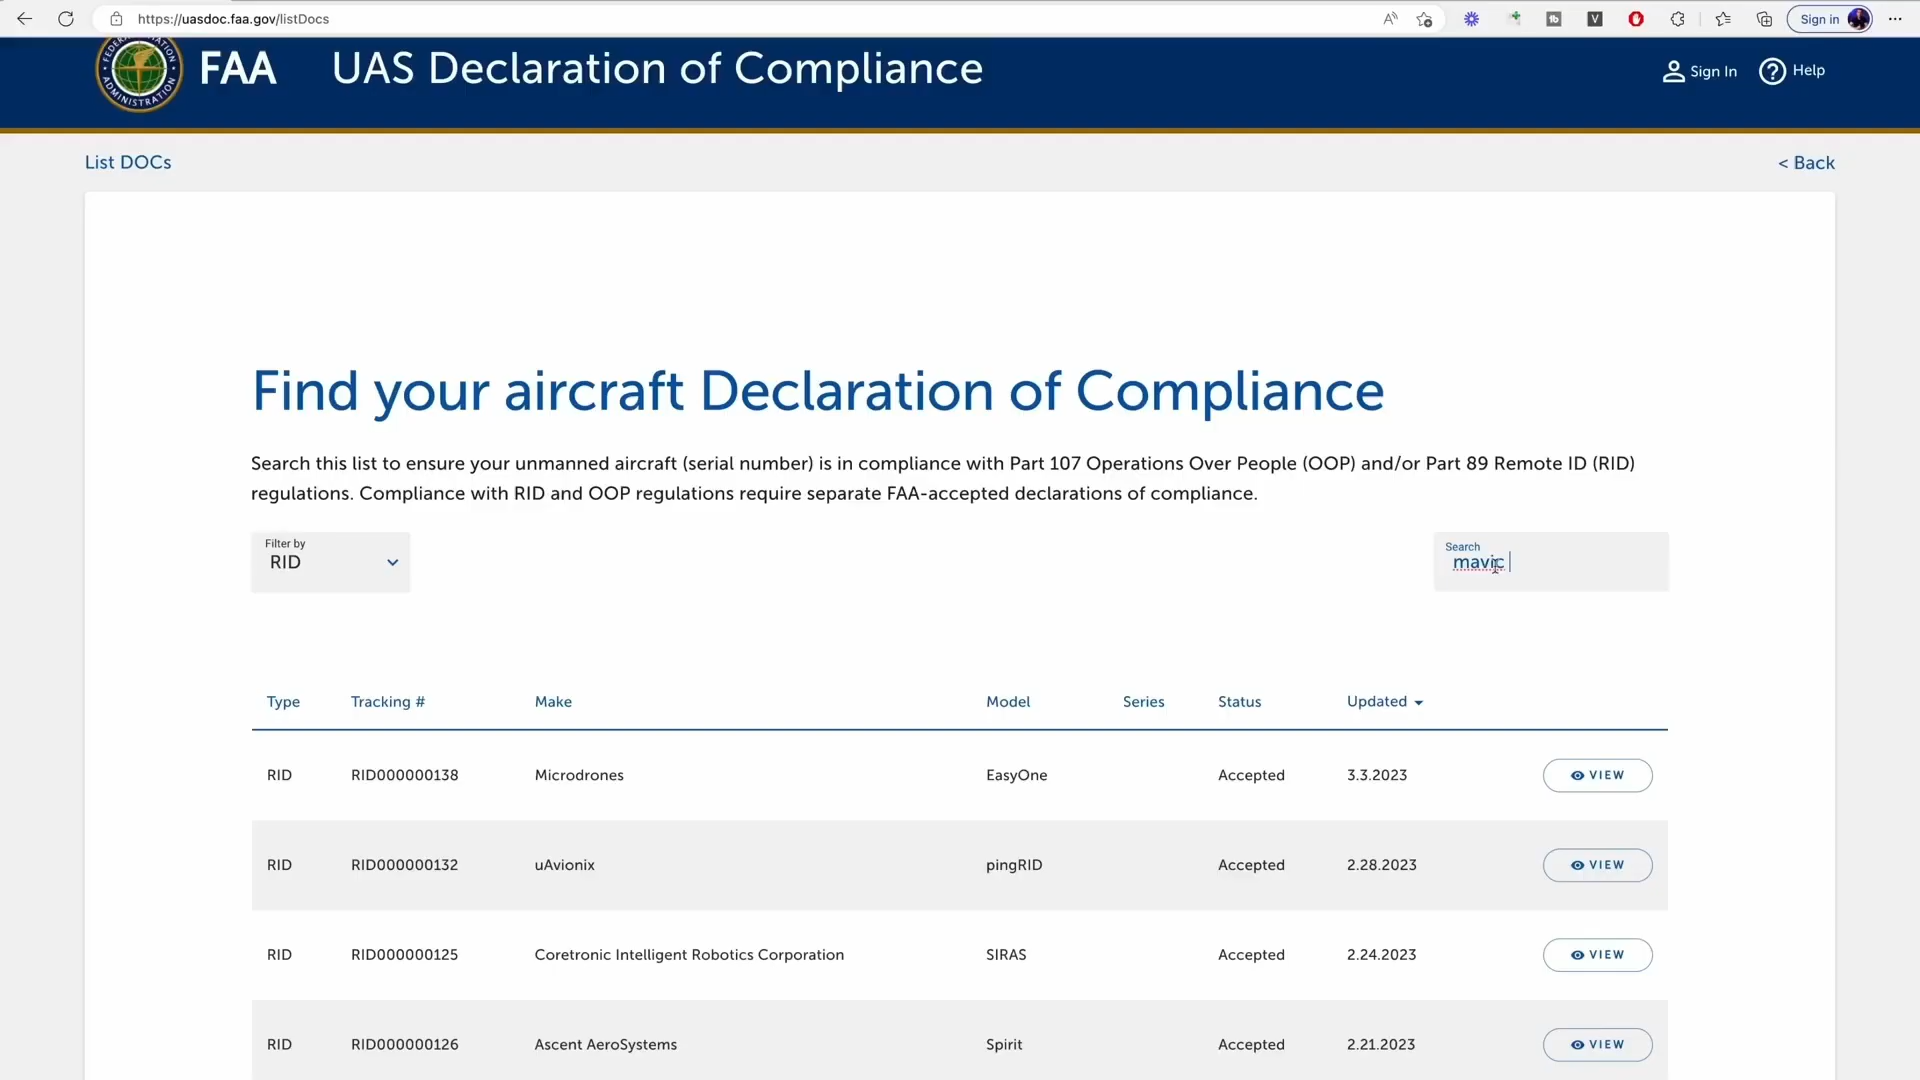 https://uasdoc.faa.gov/listDocs
Sign in
FAA
UAS Declaration of Compliance
Sign In
Help
List DOCs
< Back
Find your aircraft Declaration of Compliance
Search this list to ensure your unmanned aircraft (serial number) is in compliance with Part 107 Operations Over People (OOP) and/or Part 89 Remote ID (RID)
regulations. Compliance with RID and OOP regulations require separate FAA-accepted declarations of compliance.
Filter by
RID
Search
mavic
Type Tracking # Make Model Series Status Updated
RID RID000000138 Microdrones EasyOne Accepted 3.3.2023 VIEW
RID RID000000132 uAvionix pingRID Accepted 2.28.2023 VIEW
RID RID000000125 Coretronic Intelligent Robotics Corporation SIRAS Accepted 2.24.2023 VIEW
RID RID000000126 Ascent AeroSystems Spirit Accepted 2.21.2023 VIEW